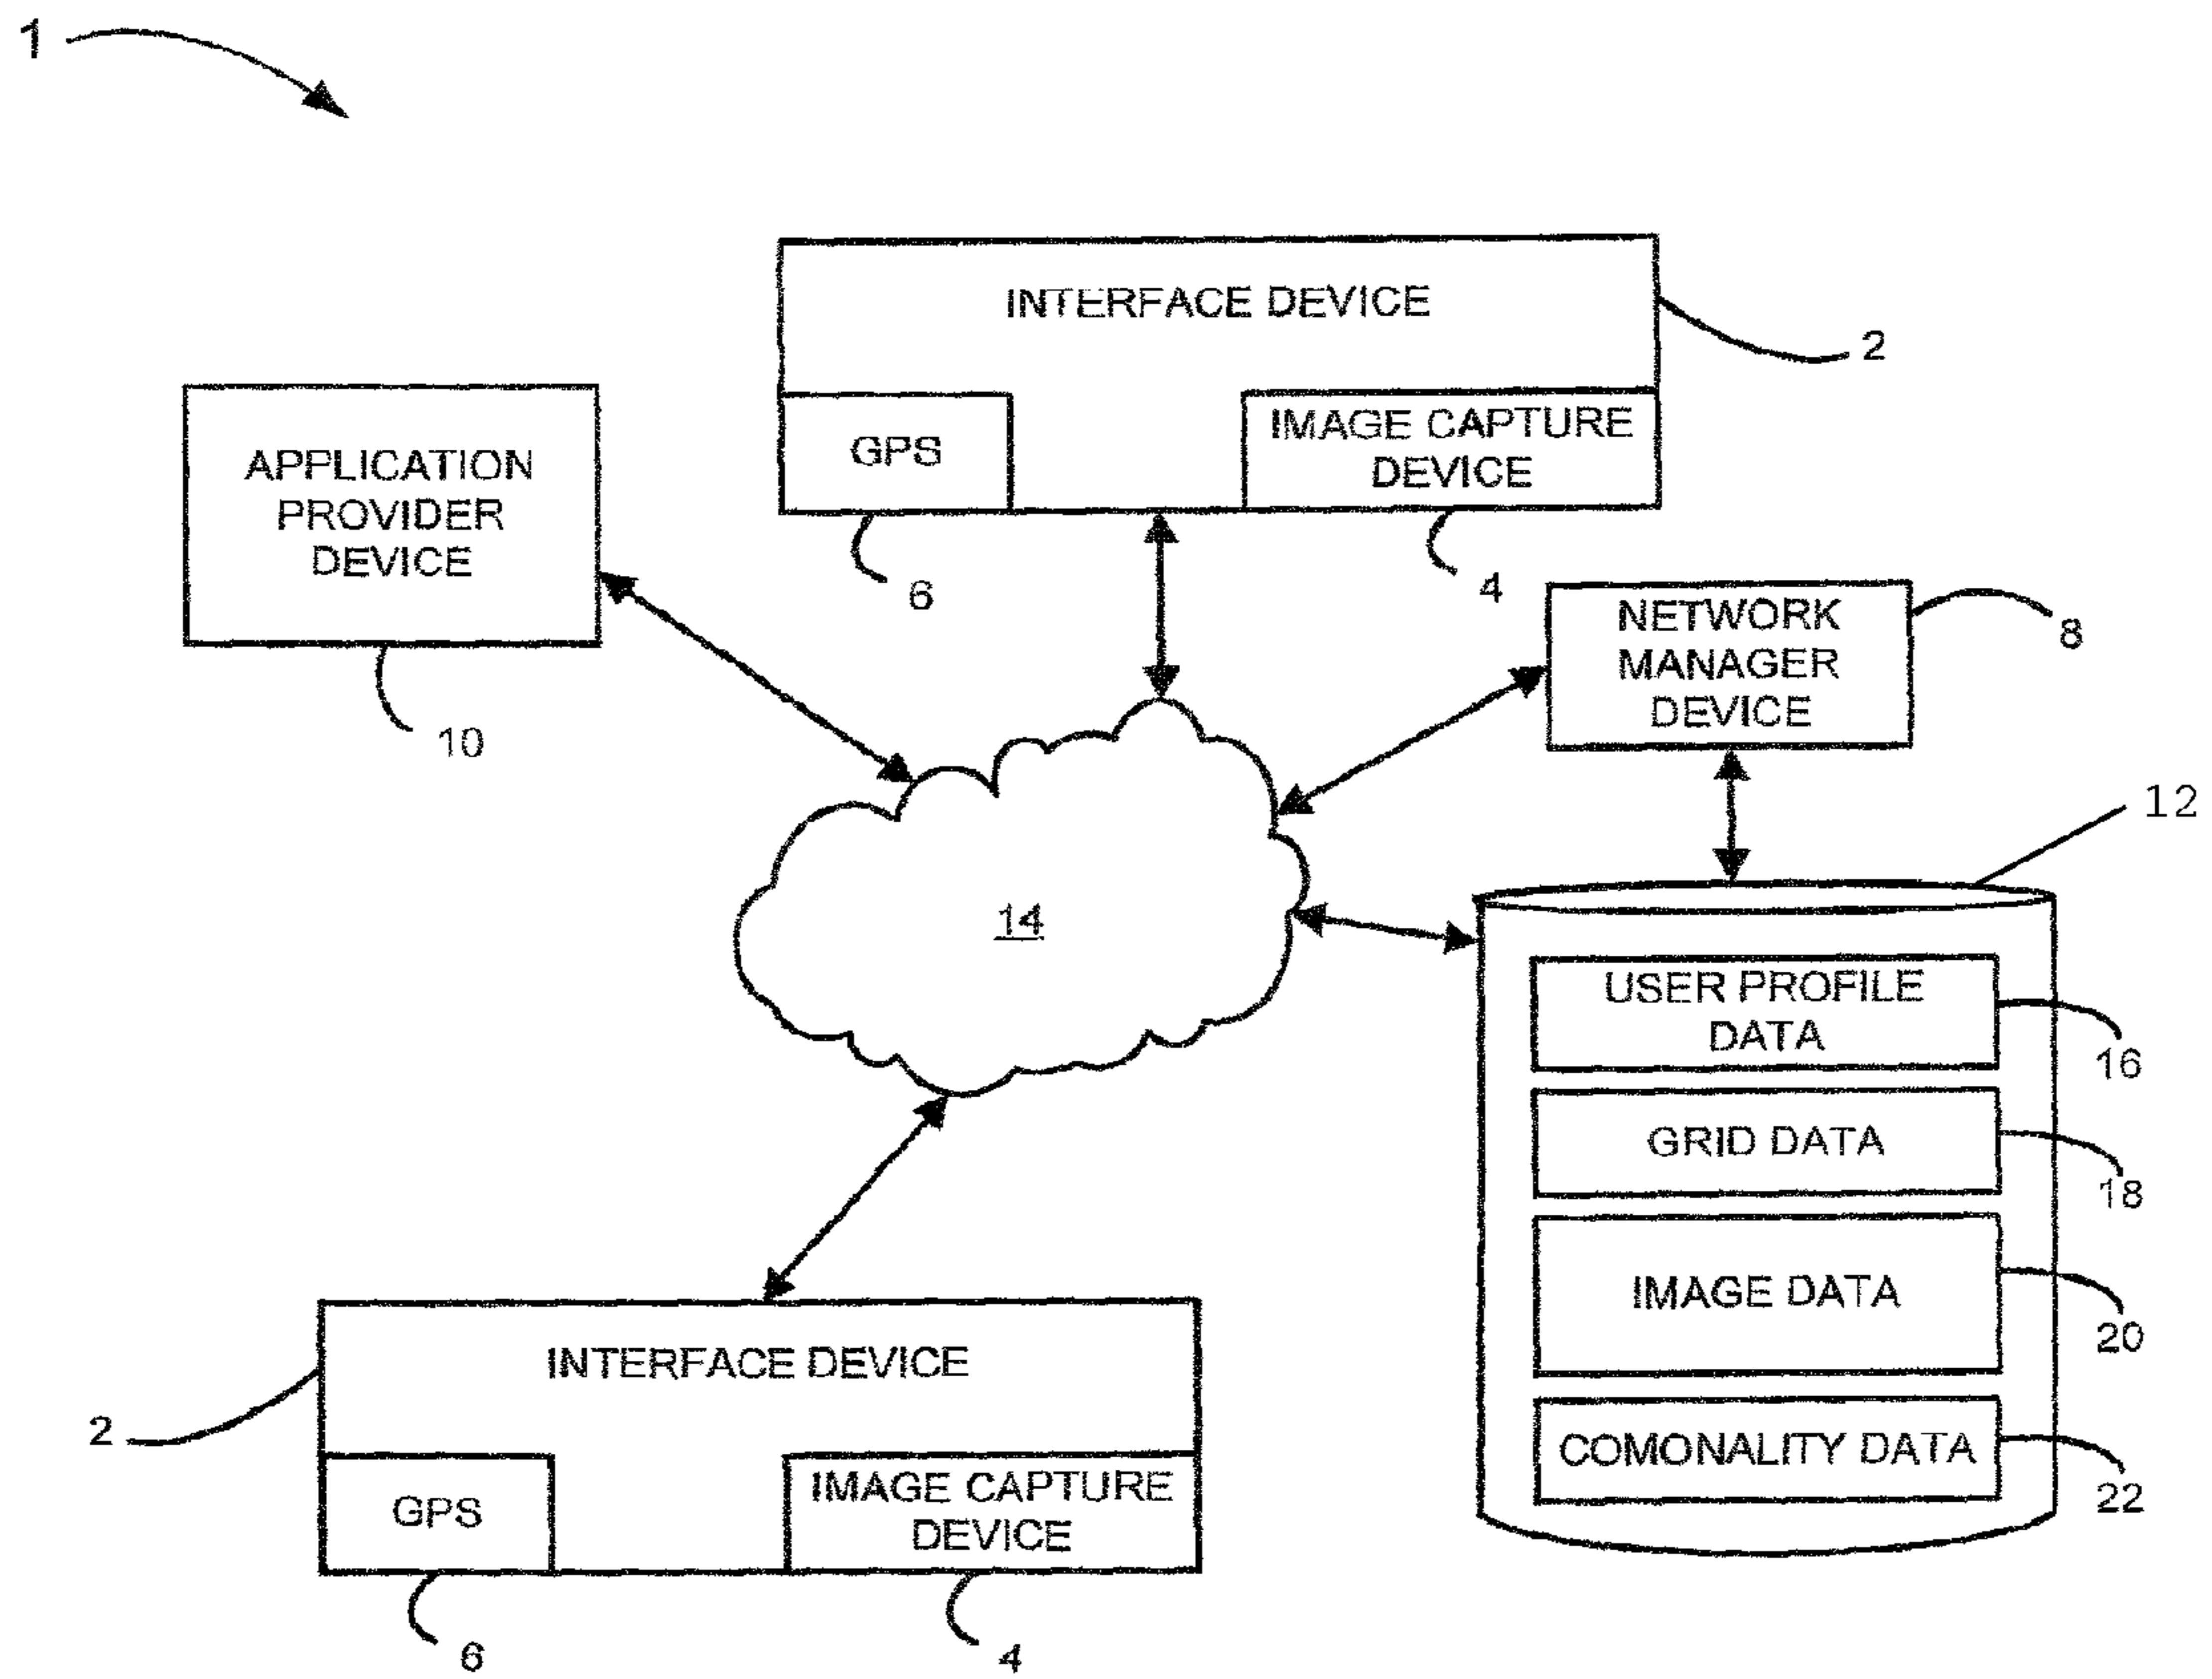 1
INTERFACE DEVICE
2
GPS
IMAGE CAPTURE
DEVICE
6
4
APPLICATION
PROVIDER
DEVICE
10
NETWORK
MANAGER
DEVICE
8
12
14
USER PROFILE
DATA
16
GRID DATA
18
IMAGE DATA
20
COMONALITY DATA
22
INTERFACE DEVICE
2
GPS
IMAGE CAPTURE
DEVICE
6
4